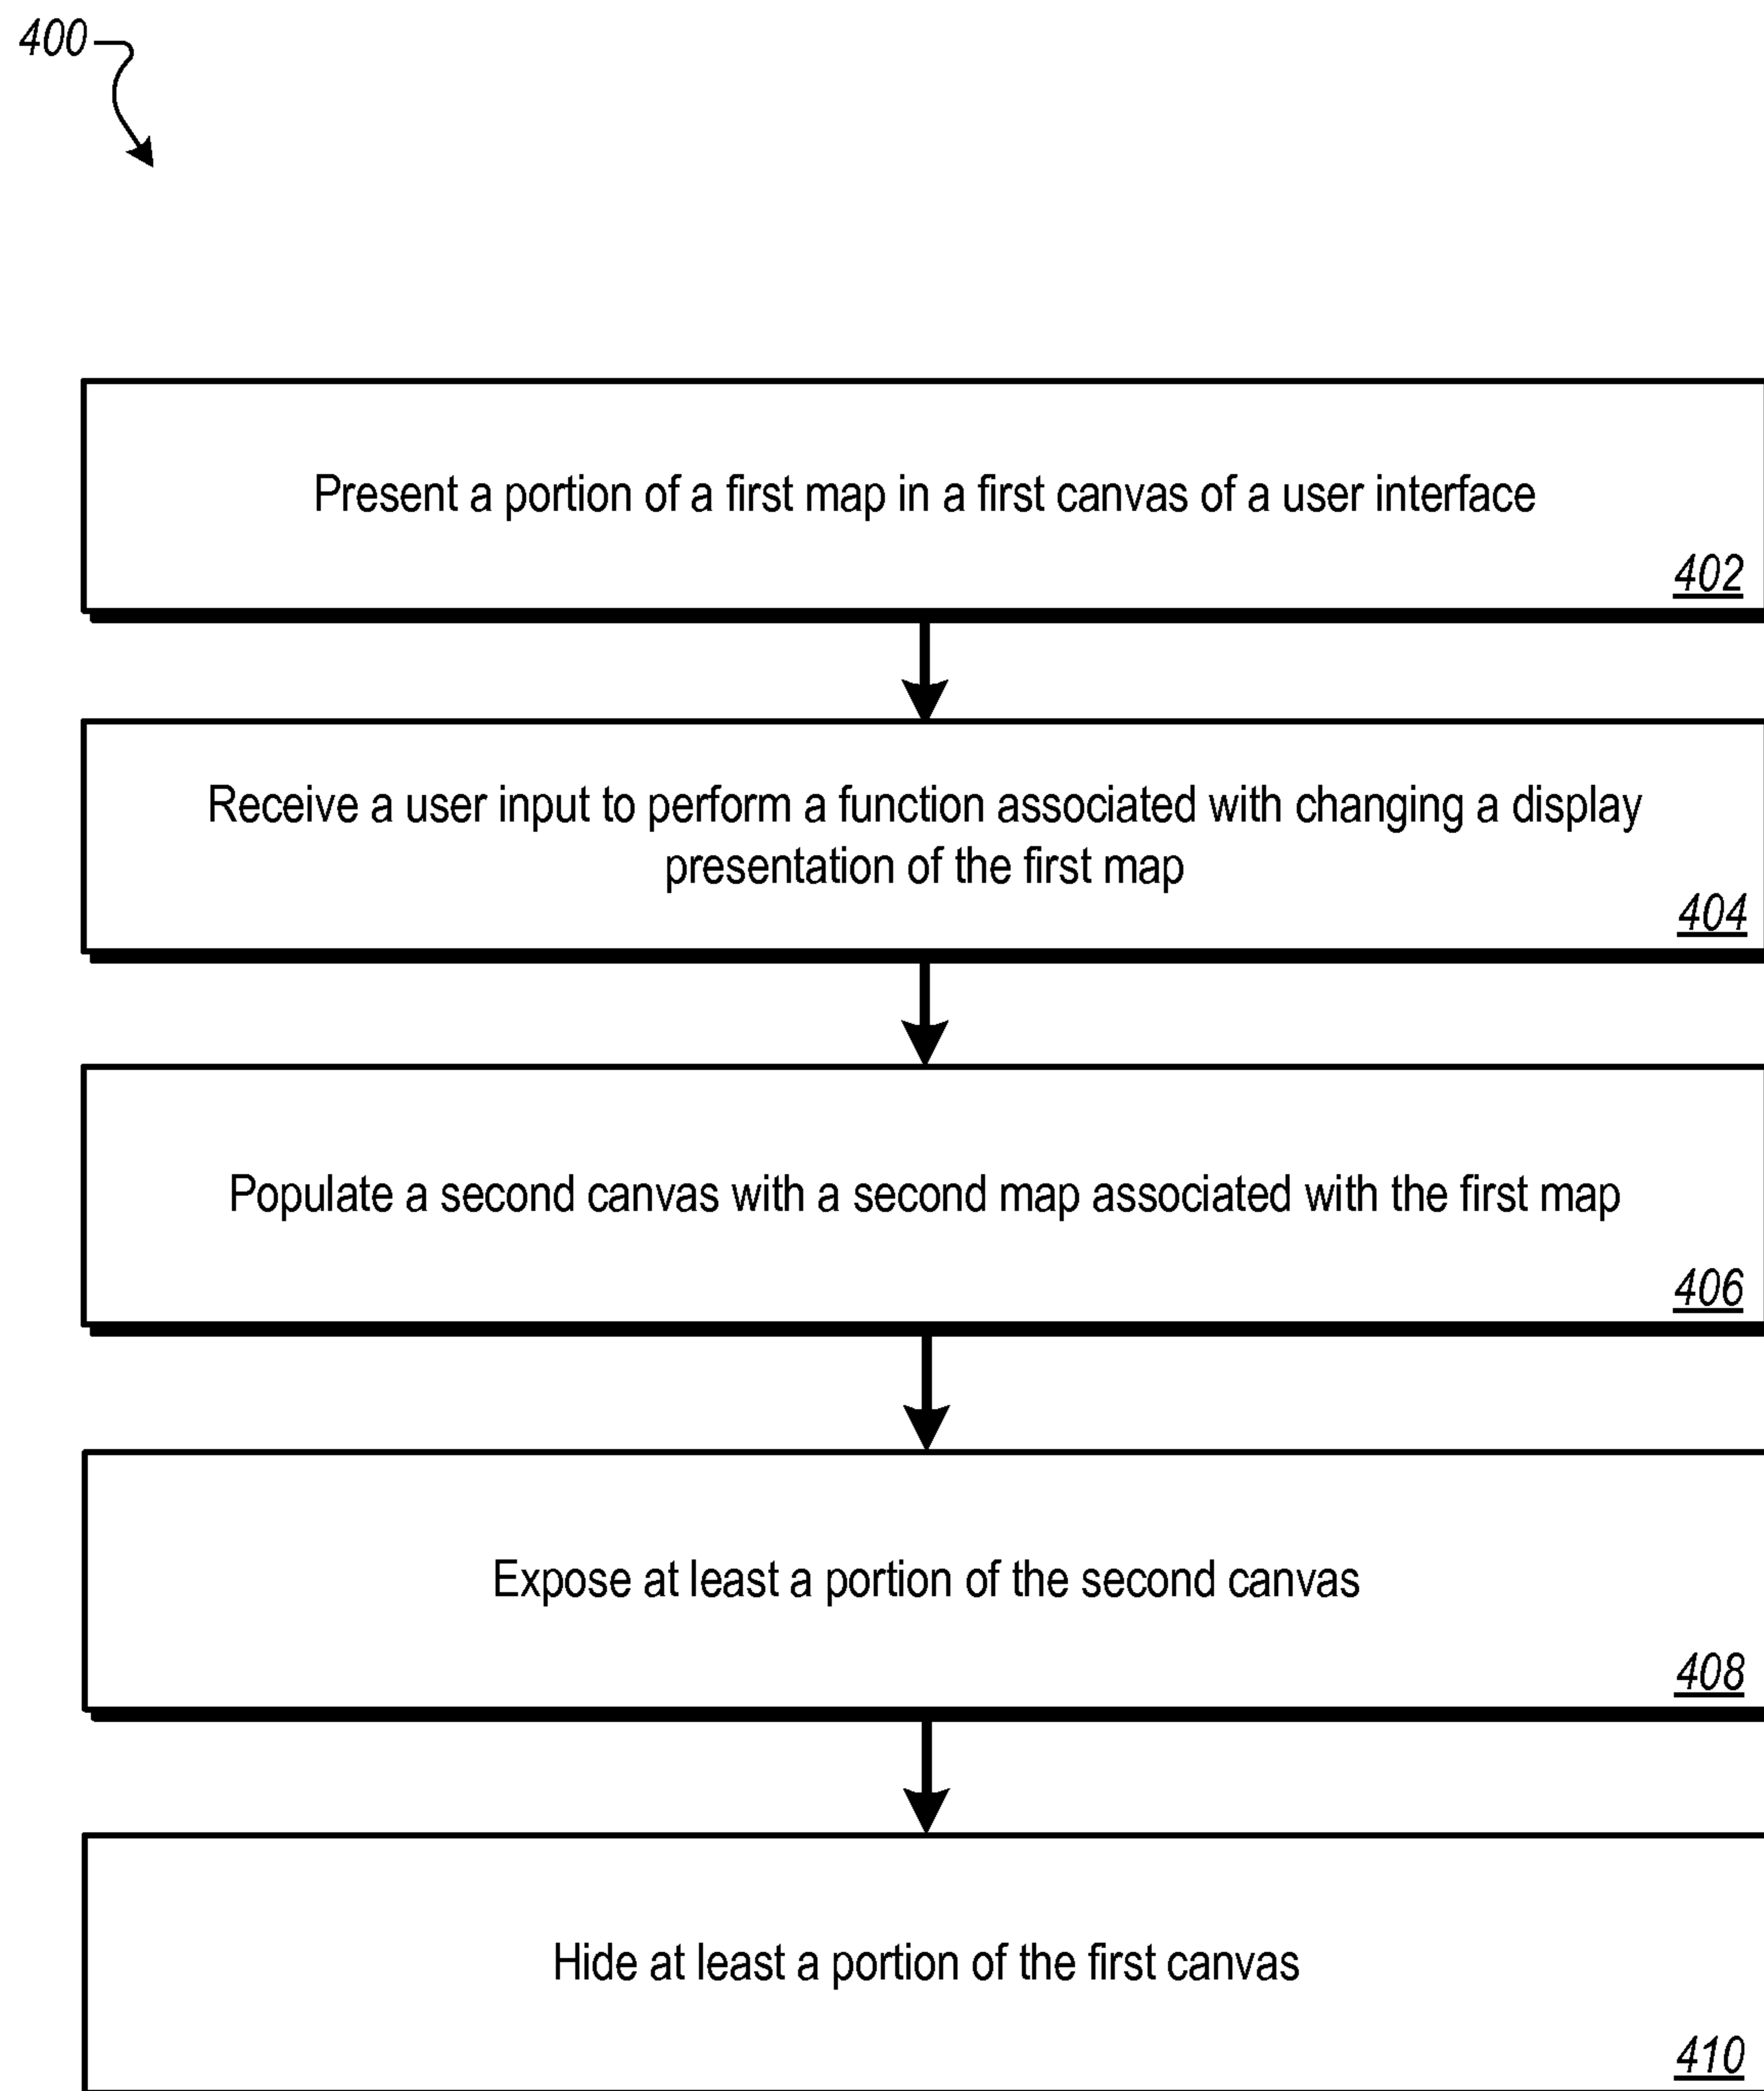 400
Present a portion of a first map in a first canvas of a user interface
402
Receive a user input to perform a function associated with changing a display
presentation of the first map
404
Populate a second canvas with a second map associated with the first map
406
Expose at least a portion of the second canvas
408
Hide at least a portion of the first canvas
410